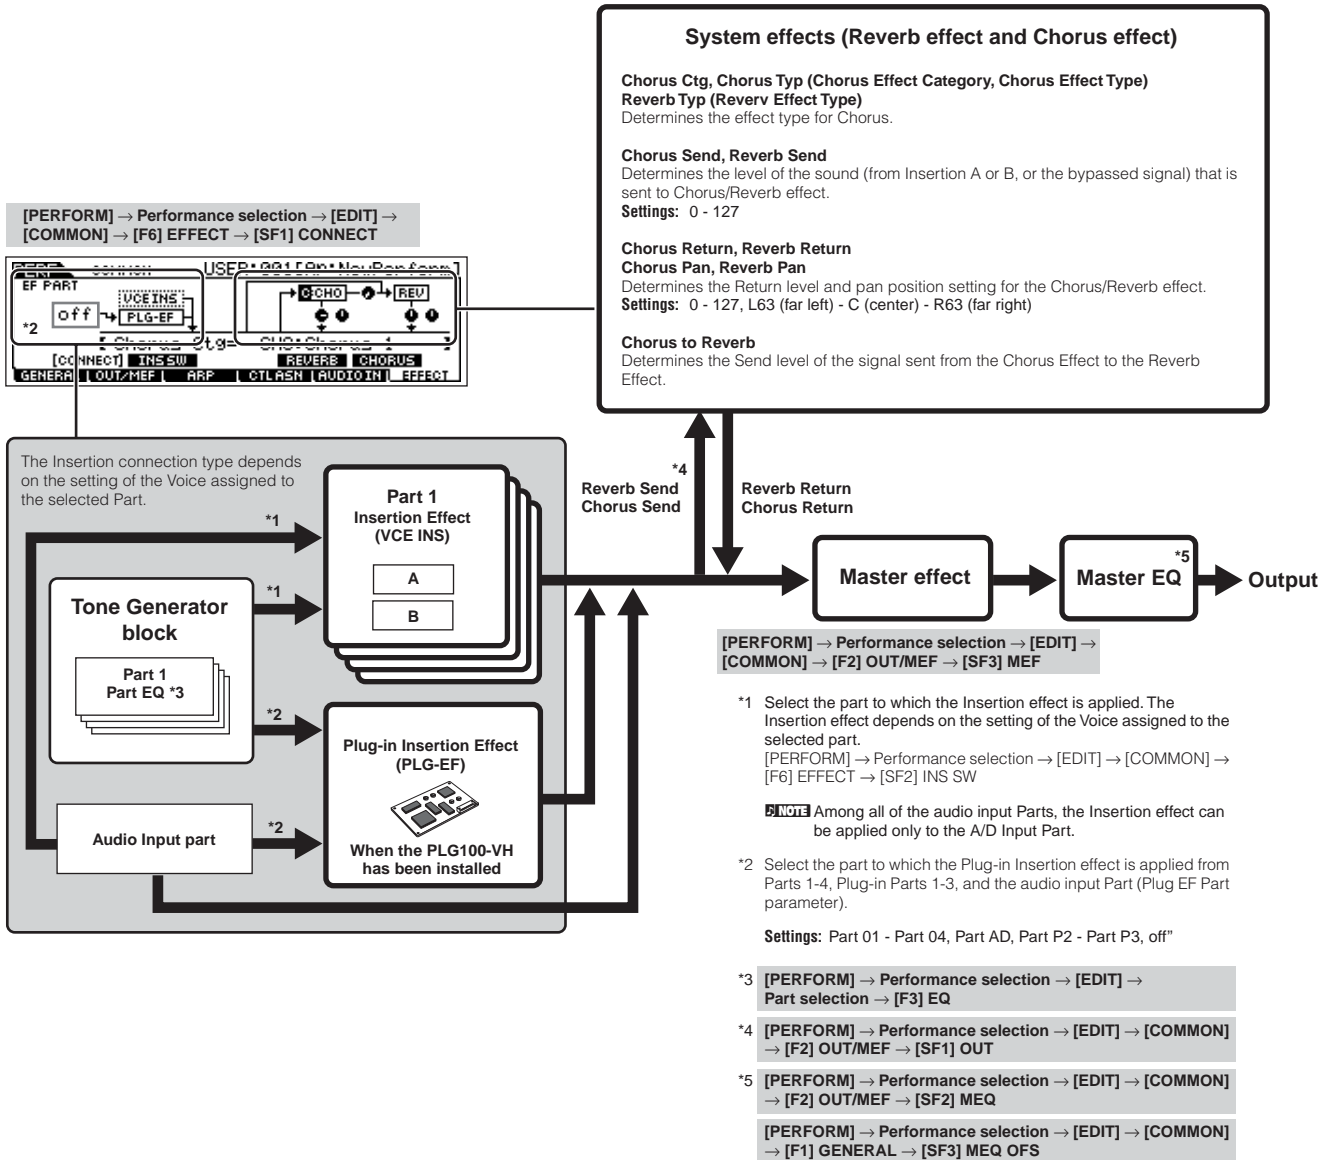 System effects (Reverb effect and Chorus effect)
Chorus Ctg, Chorus Typ (Chorus Effect Category, Chorus Effect Type)
Reverb Typ (Reverv Effect Type)
Determines the effect type for Chorus.
Chorus Send, Reverb Send
Determines the level of the sound (from Insertion A or B, or the bypassed signal) that is
sent to Chorus/Reverb effect.
Settings: 0 - 127
Chorus Return, Reverb Return
Chorus Pan, Reverb Pan
Determines the Return level and pan position setting for the Chorus/Reverb effect.
Settings: 0 - 127, L63 (far left) - C (center) - R63 (far right)
Chorus to Reverb
Determines the Send level of the signal sent from the Chorus Effect to the Reverb
Effect.
[PERFORM] → Performance selection → [EDIT] →
[COMMON] → [F6] EFFECT → [SF1] CONNECT
EF PART
VCEINS
off
PLG-EF
*2
CHO
REV
[CONNECT] INS SW REVERB CHORUS
GENERAL OUT/MEF ARP CTL ASN AUDIO IN EFFECT
The Insertion connection type depends
on the setting of the Voice assigned to
the selected Part.
*1
Part 1
Insertion Effect
(VCE INS)
A
B
*1
Tone Generator
block
Part 1
Part EQ *3
*2
Plug-in Insertion Effect
(PLG-EF)
When the PLG100-VH
has been installed
Audio Input part
*2
*4
Reverb Send
Chorus Send
Reverb Return
Chorus Return
Master effect
Master EQ
*5
Output
[PERFORM] → Performance selection → [EDIT] →
[COMMON] → [F2] OUT/MEF → [SF3] MEF
*1 Select the part to which the Insertion effect is applied. The
Insertion effect depends on the setting of the Voice assigned to the
selected part.
[PERFORM] → Performance selection → [EDIT] → [COMMON] →
[F6] EFFECT → [SF2] INS SW
NOTE Among all of the audio input Parts, the Insertion effect can
be applied only to the A/D Input Part.
*2 Select the part to which the Plug-in Insertion effect is applied from
Parts 1-4, Plug-in Parts 1-3, and the audio input Part (Plug EF Part
parameter).
Settings: Part 01 - Part 04, Part AD, Part P2 - Part P3, off”
*3 [PERFORM] → Performance selection → [EDIT] →
Part selection → [F3] EQ
*4 [PERFORM] → Performance selection → [EDIT] → [COMMON]
→ [F2] OUT/MEF → [SF1] OUT
*5 [PERFORM] → Performance selection → [EDIT] → [COMMON]
→ [F2] OUT/MEF → [SF2] MEQ
[PERFORM] → Performance selection → [EDIT] → [COMMON]
→ [F1] GENERAL → [SF3] MEQ OFS